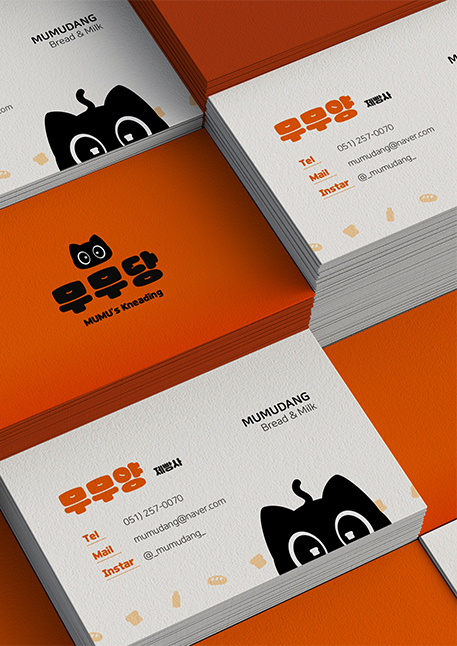 MUMUDANG
Bread & Milk
무무양 제빵사
Tel 051) 257-0070
Mail mumudang@naver.com
Instar @_mumudang_
무무당
MUMU's Kneading
MUMUDANG
Bread & Milk
무무양 제빵사
Tel 051) 257-0070
Mail mumudang@naver.com
Instar @_mumudang_